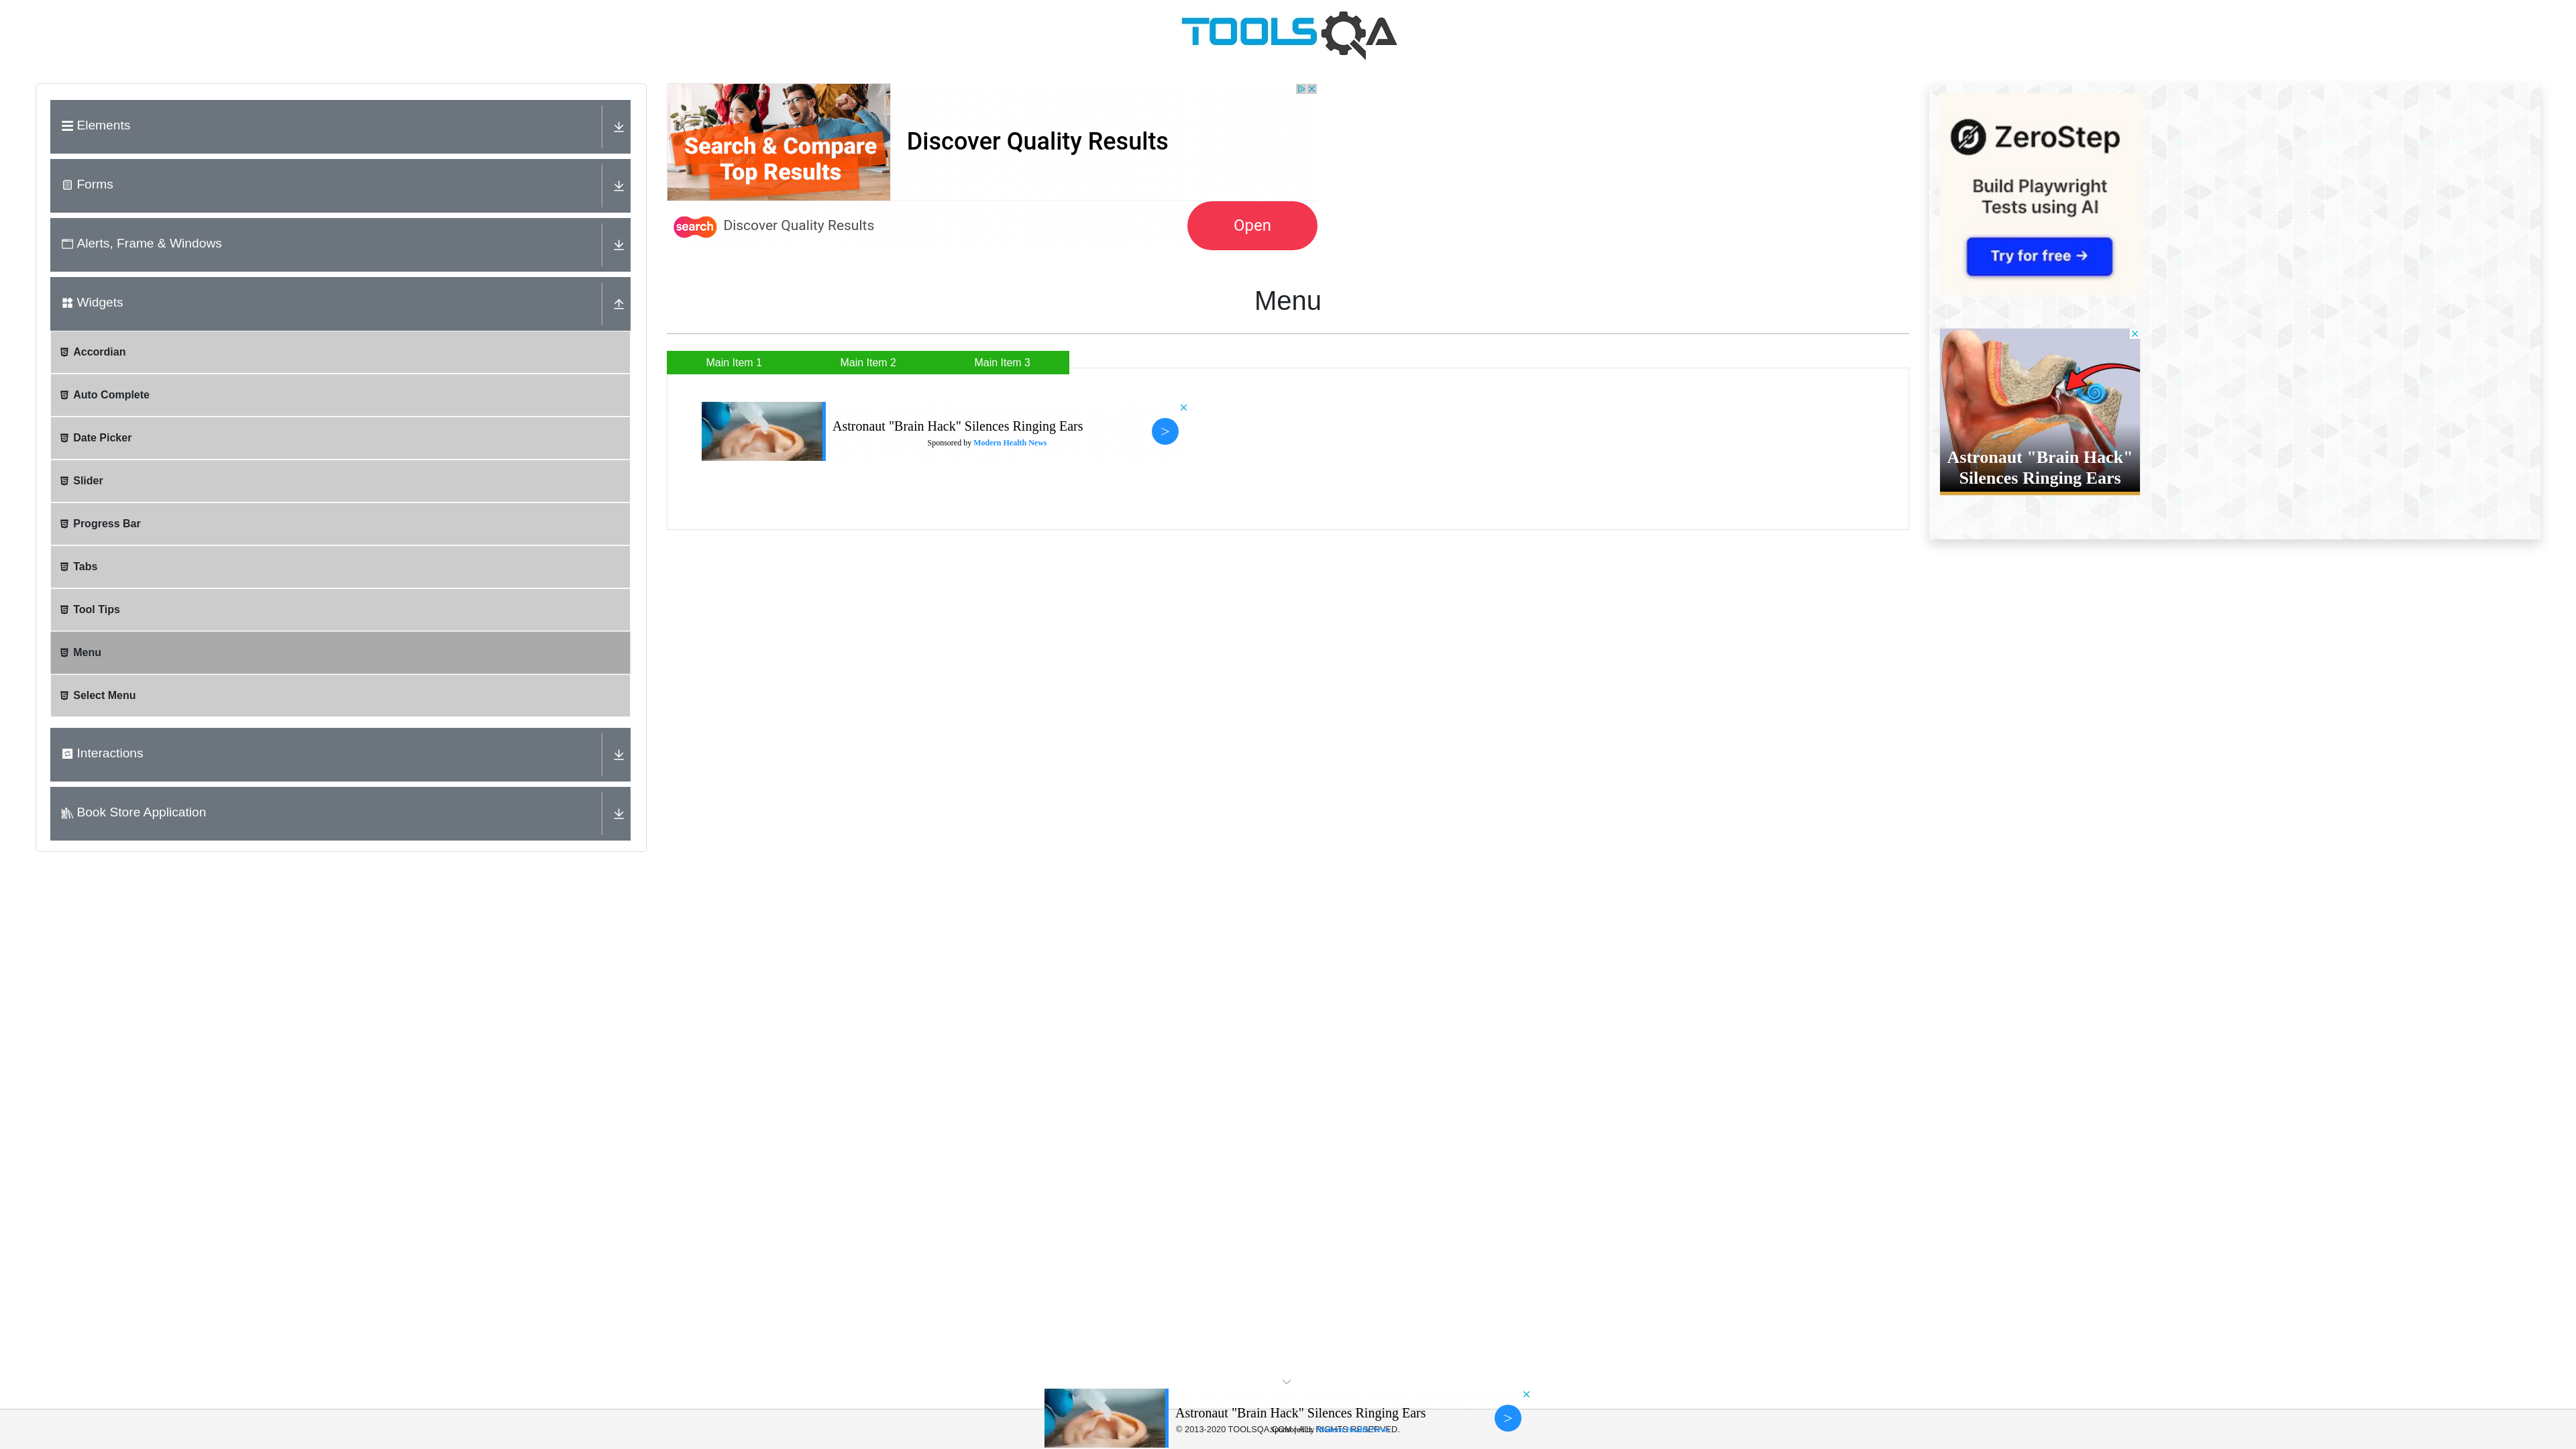 TOOLSQA
Elements
Forms
Alerts, Frame & Windows
Widgets
Accordian
Auto Complete
Date Picker
Slider
Progress Bar
Tabs
Tool Tips
Menu
Select Menu
Interactions
Book Store Application
Search & Compare
Top Results
Discover Quality Results
search Discover Quality Results
Open
Menu
Main Item 1 Main Item 2 Main Item 3
Astronaut "Brain Hack" Silences Ringing Ears
Sponsored by Modern Health News
>
ZeroStep
Build Playwright
Tests using AI
Try for free →
Astronaut "Brain Hack"
Silences Ringing Ears
Astronaut "Brain Hack" Silences Ringing Ears
>
© 2013-2020 TOOLSQA.COM | ALL RIGHTS RESERVED.